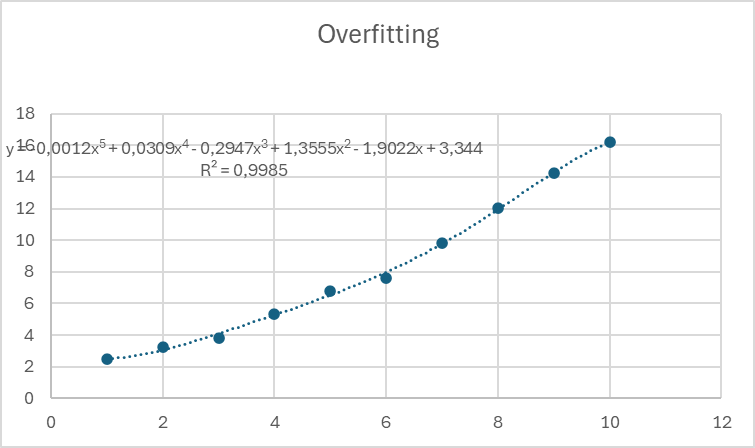 Overfitting
18
y = -0,0012x⁵ + 0,0309x⁴ - 0,2947x³ + 1,3555x² - 1,9022x + 3,344
16
R² = 0,9985
14
12
10
8
6
4
2
0
0 2 4 6 8 10 12